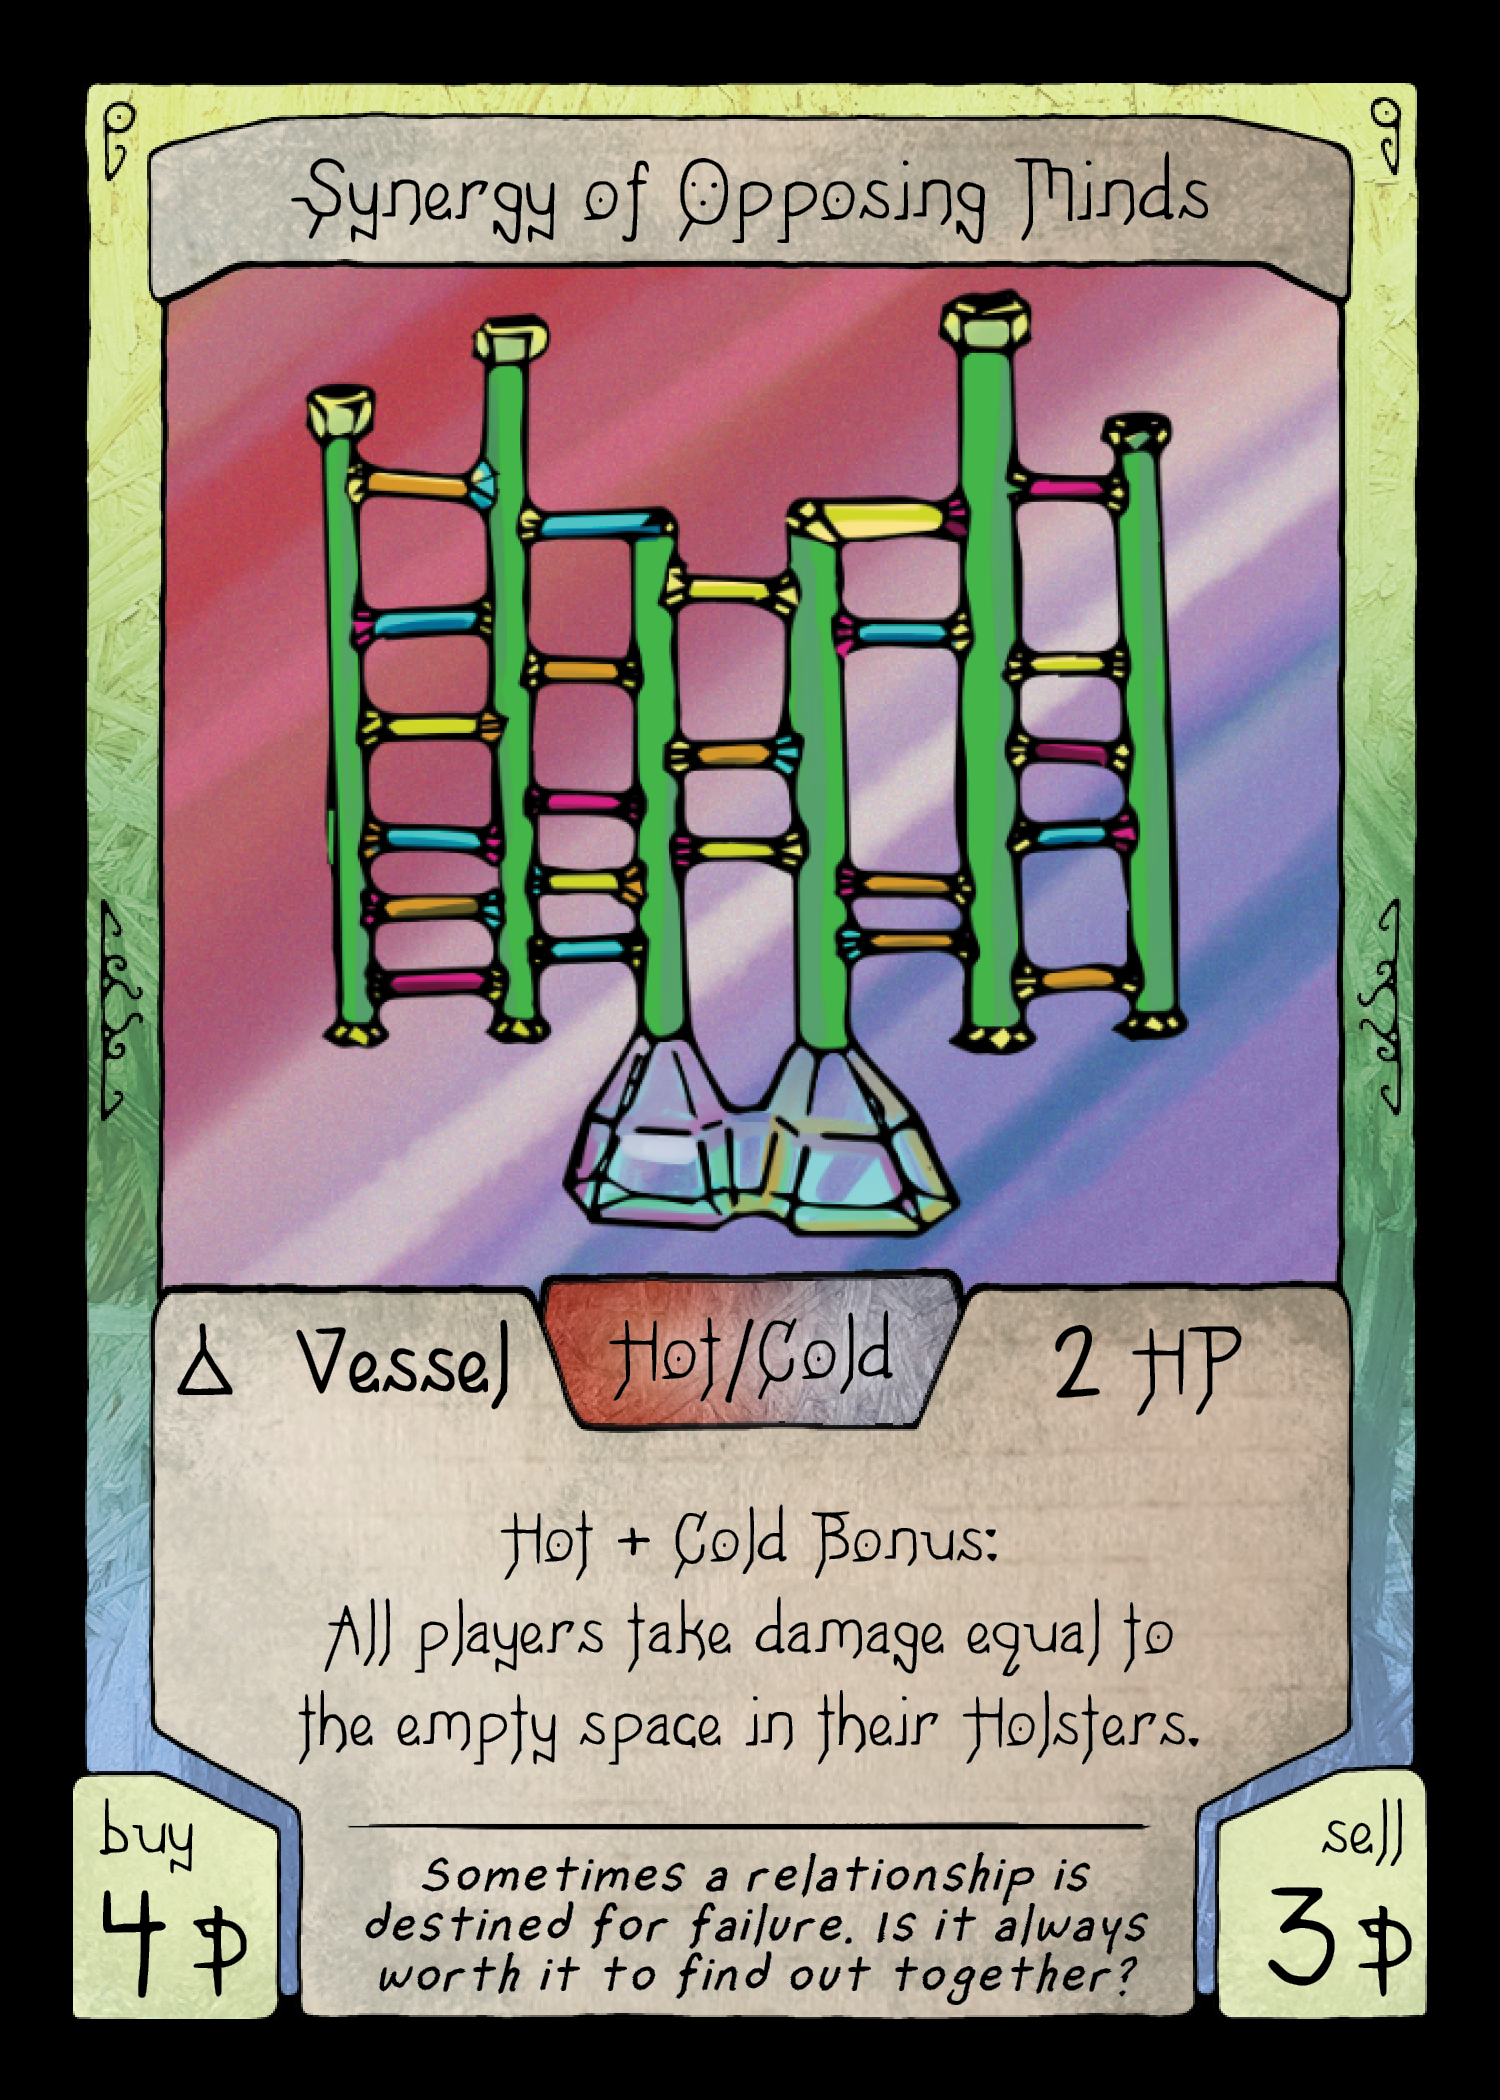 Synergy of Opposing Minds
Vessel
Hot/Cold
2 HP
Hot + Cold Bonus:
All players take damage equal to
the empty space in their Holsters.
buy
4 Đ
sell
3 Đ
Sometimes a relationship is
destined for failure. Is it always
worth it to find out together?